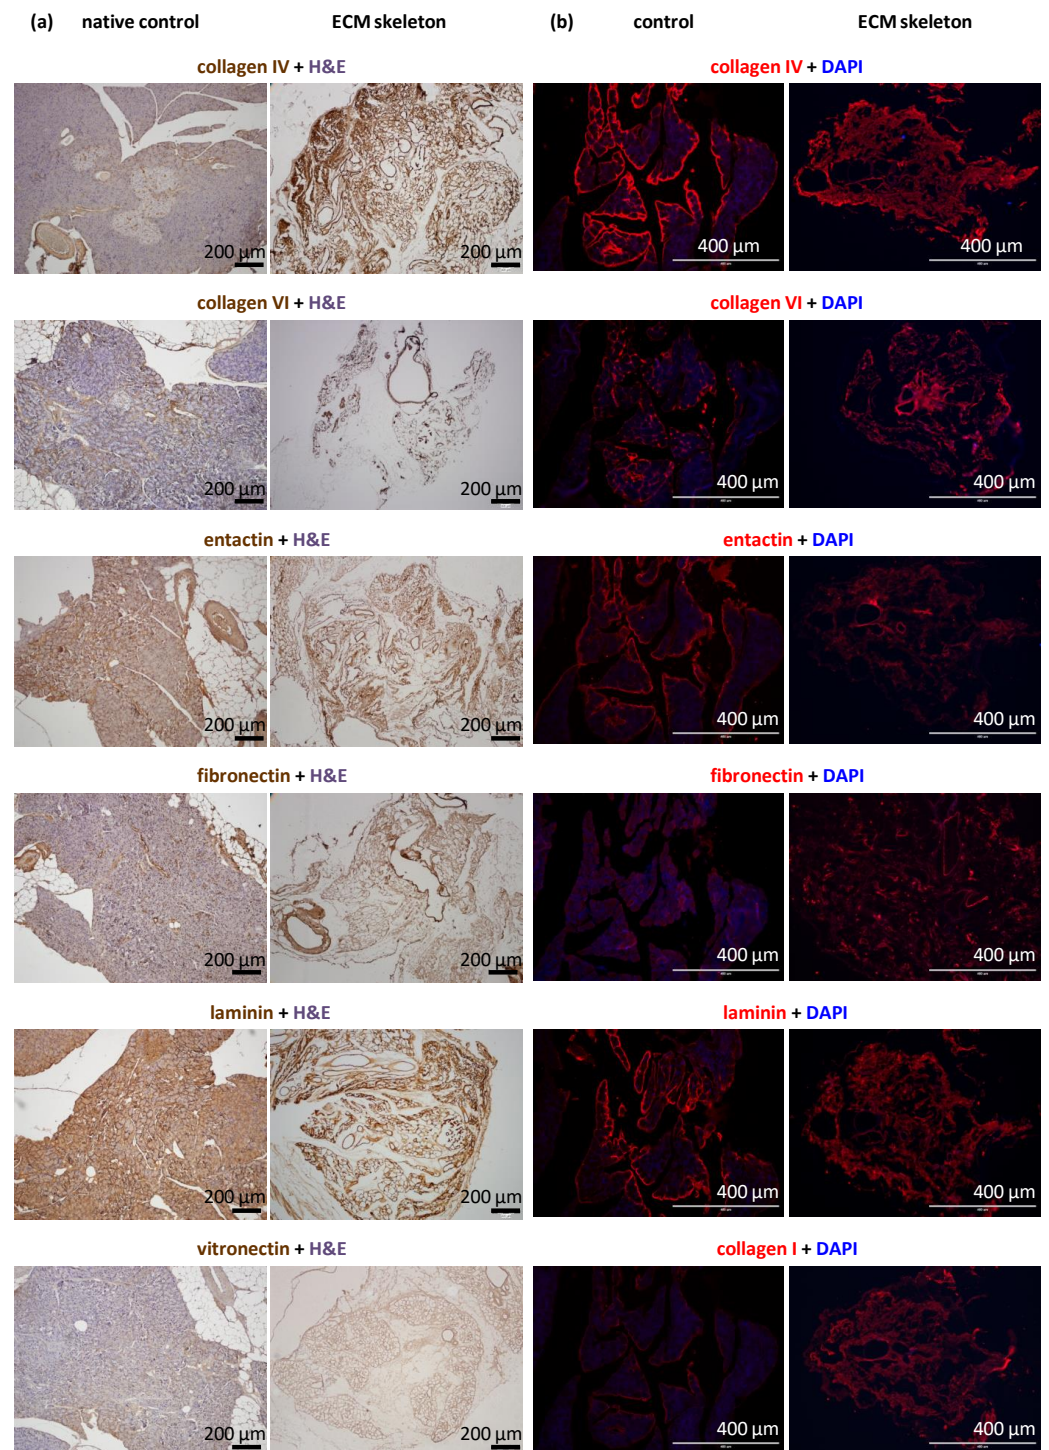 (a) native control ECM skeleton (b) control ECM skeleton
collagen IV + H&E collagen IV + DAPI
200 µm 200 µm 400 µm 400 µm
collagen VI + H&E collagen VI + DAPI
200 µm 200 µm 400 µm 400 µm
entactin + H&E entactin + DAPI
200 µm 200 µm 400 µm 400 µm
fibronectin + H&E fibronectin + DAPI
200 µm 200 µm 400 µm 400 µm
laminin + H&E laminin + DAPI
200 µm 200 µm 400 µm 400 µm
vitronectin + H&E collagen I + DAPI
200 µm 200 µm 400 µm 400 µm